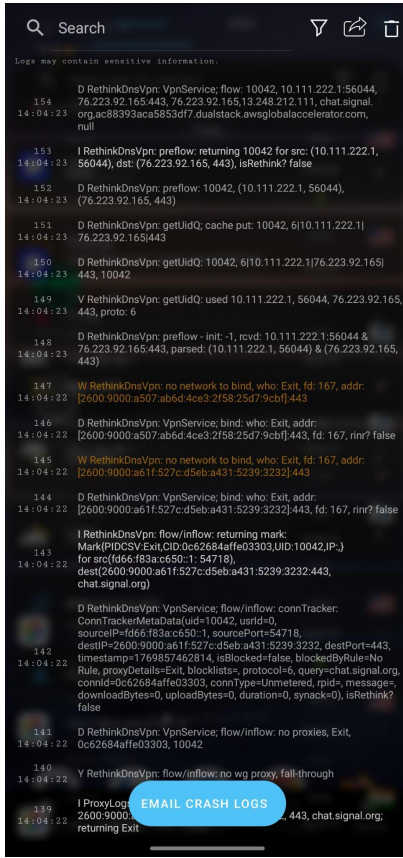 Search
Logs may contain sensitive information.
D RethinkDnsVpn: VpnService; flow: 10042, 10.111.222.1:56044,
154
76.223.92.165:443, 76.223.92.165,13.248.212.111, chat.signal.
14:04:23
org,ac88393aca5853df7.dualstack.awsglobalaccelerator.com,
null
153
I RethinkDnsVpn: preflow: returning 10042 for src: (10.111.222.1,
14:04:23
56044), dst: (76.223.92.165, 443), isRethink? false
152
D RethinkDnsVpn: preflow: 10042, (10.111.222.1, 56044),
14:04:23
(76.223.92.165, 443)
151
D RethinkDnsVpn: getUidQ; cache put: 10042, 6|10.111.222.1|
14:04:23
76.223.92.165|443
150
D RethinkDnsVpn: getUidQ: 10042, 6|10.111.222.1|76.223.92.165|
14:04:23
443, 10042
149
V RethinkDnsVpn: getUidQ: used 10.111.222.1, 56044, 76.223.92.165,
14:04:23
443, proto: 6
D RethinkDnsVpn: preflow - init: -1, rcvd: 10.111.222.1:56044 &
148
76.223.92.165:443, parsed: (10.111.222.1, 56044) & (76.223.92.165,
14:04:23
443)
147
W RethinkDnsVpn: no network to bind, who: Exit, fd: 167, addr:
14:04:22
[2600:9000:a507:ab6d:4ce3:2f58:25d7:9cbf]:443
146
D RethinkDnsVpn: VpnService; bind: who: Exit, addr:
14:04:22
[2600:9000:a507:ab6d:4ce3:2f58:25d7:9cbf]:443, fd: 167, rinr? false
145
W RethinkDnsVpn: no network to bind, who: Exit, fd: 167, addr:
14:04:22
[2600:9000:a61f:527c:d5eb:a431:5239:3232]:443
144
D RethinkDnsVpn: VpnService; bind: who: Exit, addr:
14:04:22
[2600:9000:a61f:527c:d5eb:a431:5239:3232]:443, fd: 167, rinr? false
I RethinkDnsVpn: flow/inflow: returning mark:
Mark{PIDCSV:Exit,CID:0c62684affe03303,UID:10042,IP:,}
143
for src(fd66:f83a:c650::1: 54718),
14:04:22
dest(2600:9000:a61f:527c:d5eb:a431:5239:3232:443,
chat.signal.org)
D RethinkDnsVpn: VpnService; flow/inflow: connTracker:
ConnTrackerMetaData(uid=10042, usrId=0,
sourceIP=fd66:f83a:c650::1, sourcePort=54718,
destIP=2600:9000:a61f:527c:d5eb:a431:5239:3232, destPort=443,
142
timestamp=1769857462814, isBlocked=false, blockedByRule=No
14:04:22
Rule, proxyDetails=Exit, blocklists=, protocol=6, query=chat.signal.org,
connId=0c62684affe03303, connType=Unmetered, rpid=, message=,
downloadBytes=0, uploadBytes=0, duration=0, synack=0), isRethink?
false
141
D RethinkDnsVpn: VpnService; flow/inflow: no proxies, Exit,
14:04:22
0c62684affe03303, 10042
140
Y RethinkDnsVpn: flow/inflow: no wg proxy, fall-through
14:04:22
139
I ProxyLogs
14:04:22
2600:9000: 2, 443, chat.signal.org;
returning Exit
EMAIL CRASH LOGS